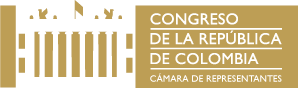 CONGRESO
DE LA REPÚBLICA
DE COLOMBIA
CÁMARA DE REPRESENTANTES